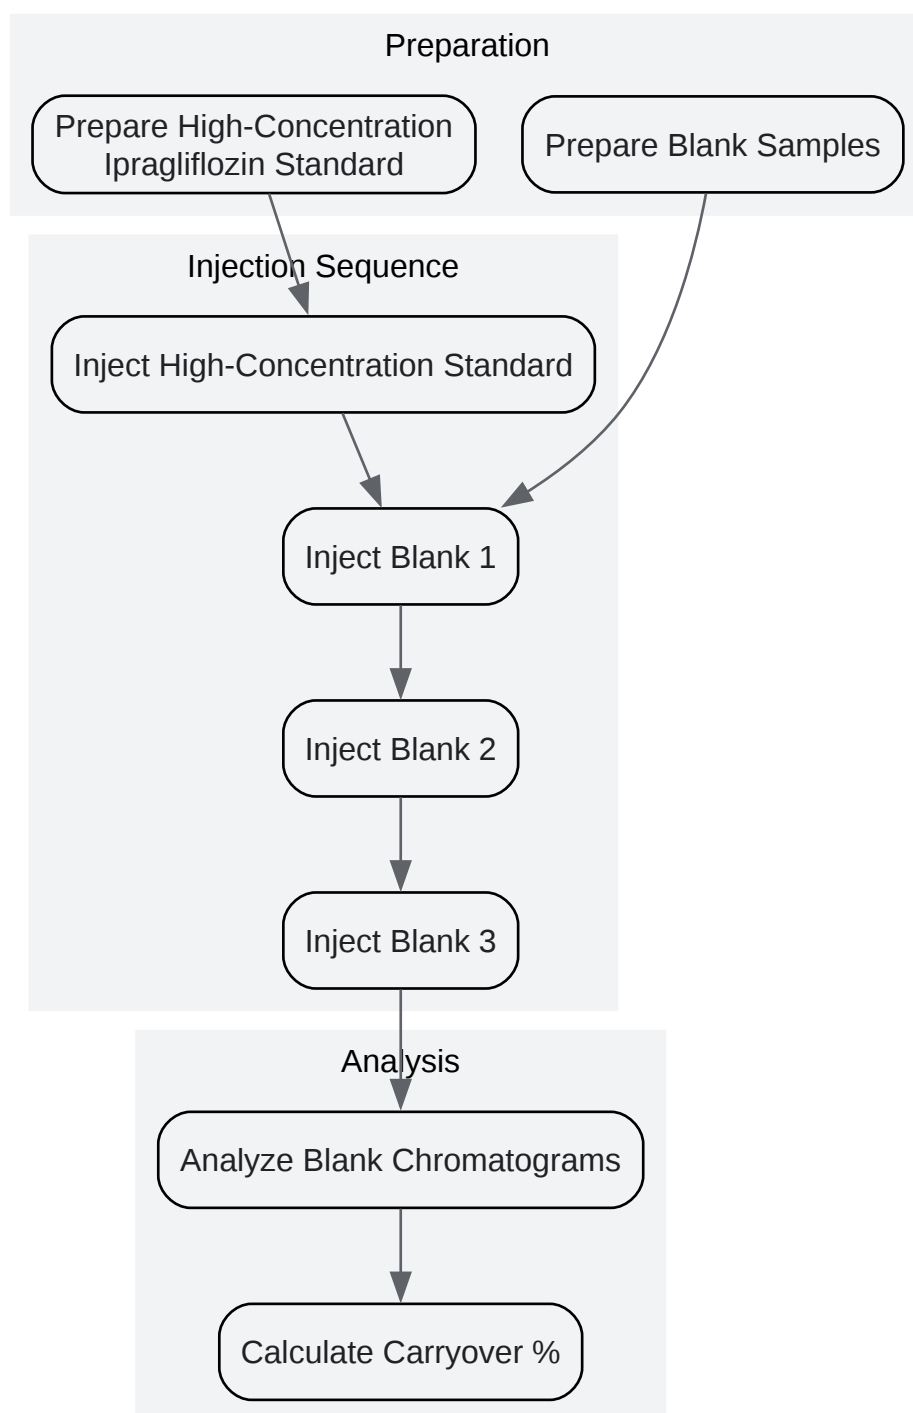 Preparation
Prepare High-Concentration
Ipragliflozin Standard
Prepare Blank Samples
Injection Sequence
Inject High-Concentration Standard
Inject Blank 1
Inject Blank 2
Inject Blank 3
Analysis
Analyze Blank Chromatograms
Calculate Carryover %